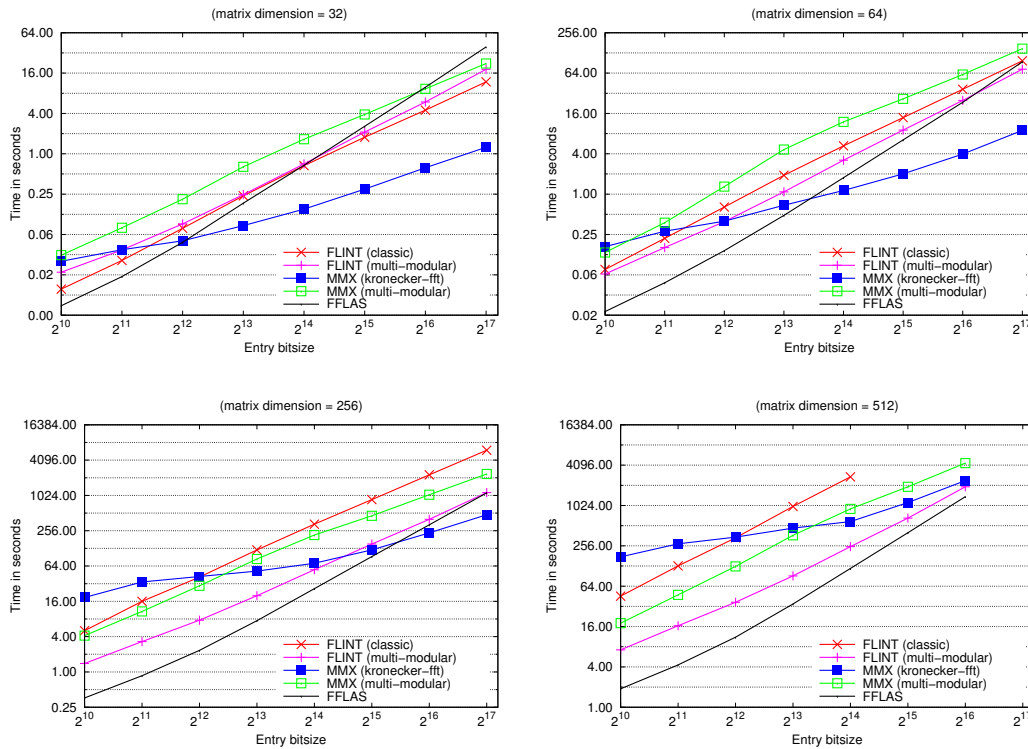 (matrix dimension = 32)
64.00
16.00
4.00
1.00
0.25
0.06
0.02
0.00
Time in seconds
2^10 2^11 2^12 2^13 2^14 2^15 2^16 2^17
Entry bitsize
FLINT (classic)
FLINT (multi-modular)
MMX (kronecker-fft)
MMX (multi-modular)
FFLAS
(matrix dimension = 64)
256.00
64.00
16.00
4.00
1.00
0.25
0.06
0.02
Time in seconds
2^10 2^11 2^12 2^13 2^14 2^15 2^16 2^17
Entry bitsize
FLINT (classic)
FLINT (multi-modular)
MMX (kronecker-fft)
MMX (multi-modular)
FFLAS
(matrix dimension = 256)
16384.00
4096.00
1024.00
256.00
64.00
16.00
4.00
1.00
0.25
Time in seconds
2^10 2^11 2^12 2^13 2^14 2^15 2^16 2^17
Entry bitsize
FLINT (classic)
FLINT (multi-modular)
MMX (kronecker-fft)
MMX (multi-modular)
FFLAS
(matrix dimension = 512)
16384.00
4096.00
1024.00
256.00
64.00
16.00
4.00
1.00
Time in seconds
2^10 2^11 2^12 2^13 2^14 2^15 2^16 2^17
Entry bitsize
FLINT (classic)
FLINT (multi-modular)
MMX (kronecker-fft)
MMX (multi-modular)
FFLAS